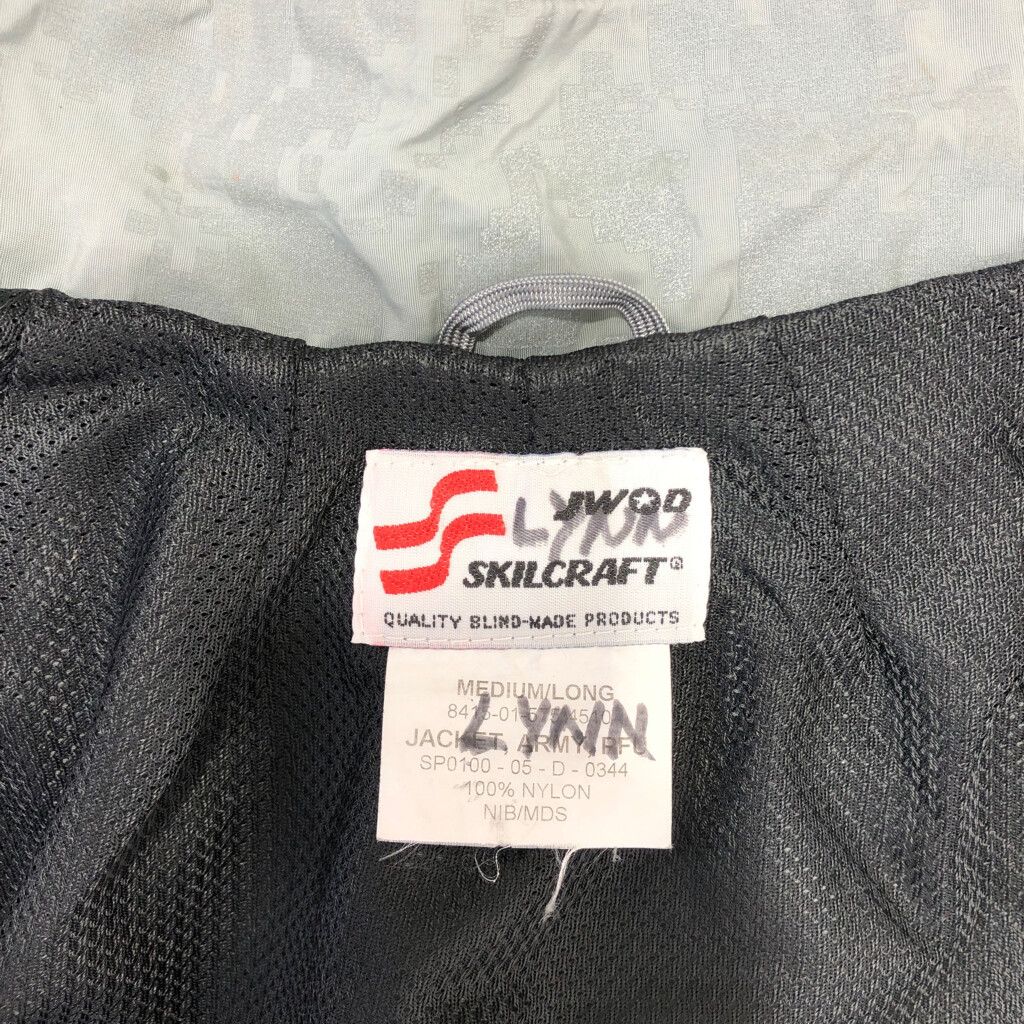 JWOD
LYNN
SKILCRAFT®
QUALITY BLIND-MADE PRODUCTS
MEDIUM/LONG
LYNN
JACKET, ARMY, PFU
SP0100 - 05 - D - 0344
100% NYLON
NIB/MDS